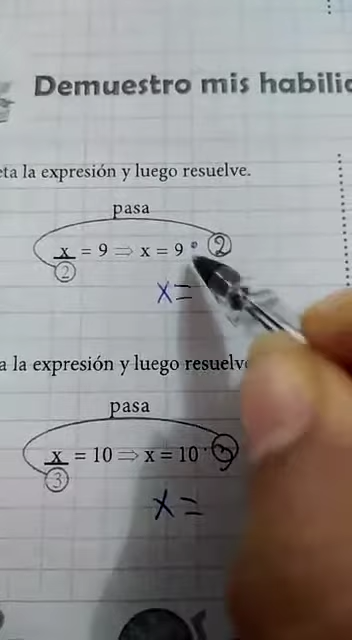 Demuestro mis habilid
eta la expresión y luego resuelve.
pasa
x/2 = 9 ⇒ x = 9 · 2
x =
a la expresión y luego resuelv
pasa
x/3 = 10 ⇒ x = 10 · 3
x =